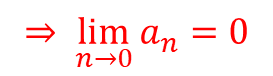 ⇒ lim_{n→0} a_n = 0